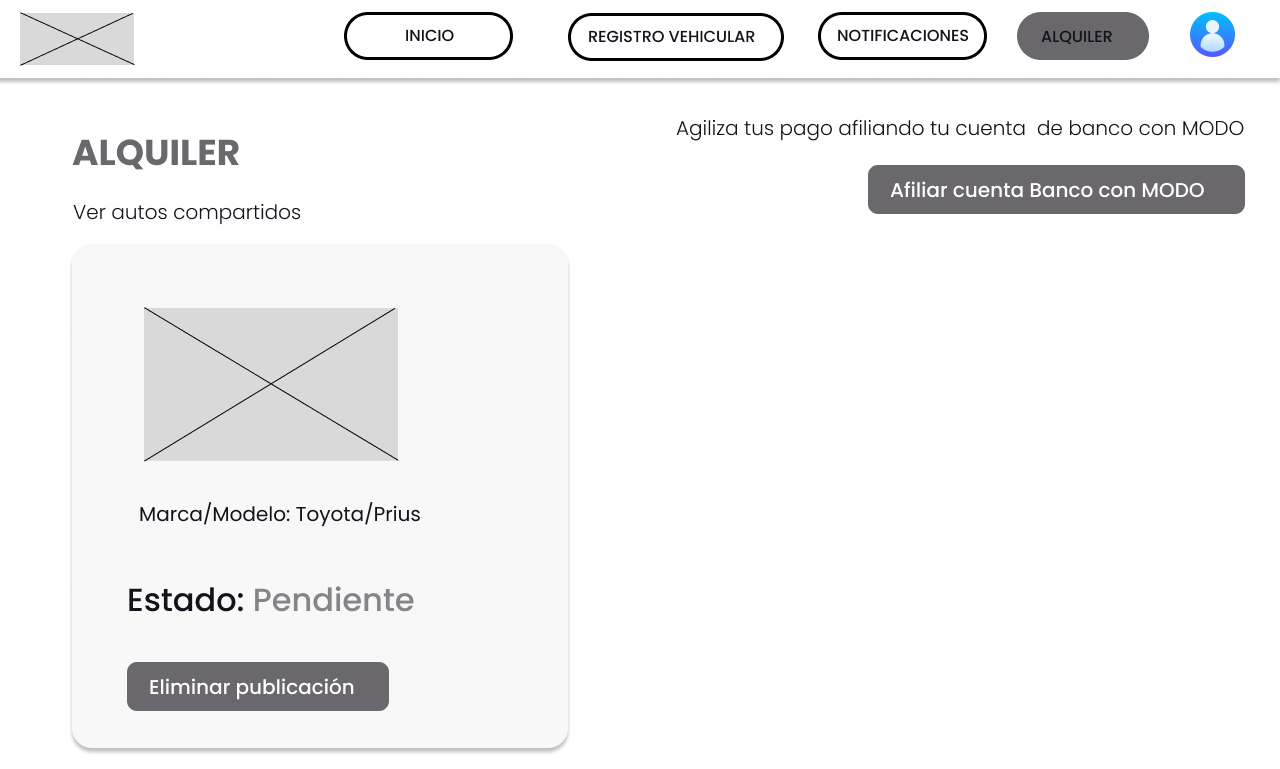 INICIO
REGISTRO VEHICULAR
NOTIFICACIONES
ALQUILER
Agiliza tus pago afiliando tu cuenta  de banco con MODO
ALQUILER
Afiliar cuenta Banco con MODO
Ver autos compartidos
Marca/Modelo: Toyota/Prius
Estado: Pendiente
Eliminar publicación